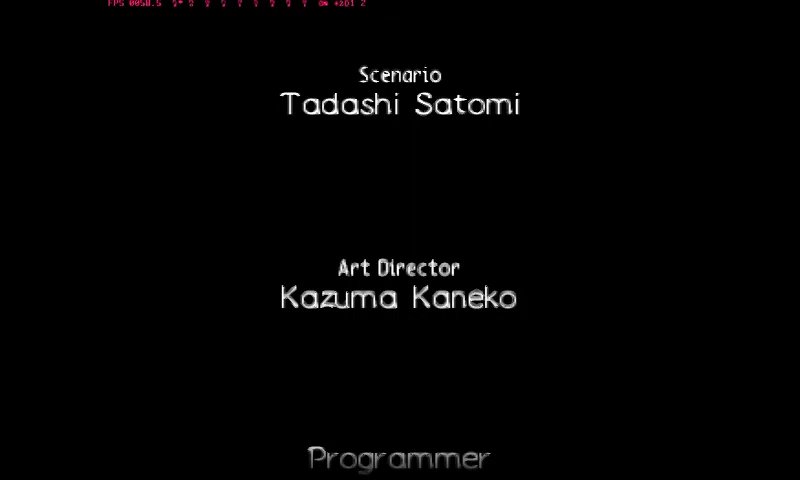 Scenario
Tadashi Satomi
Art Director
Kazuma Kaneko
Programmer